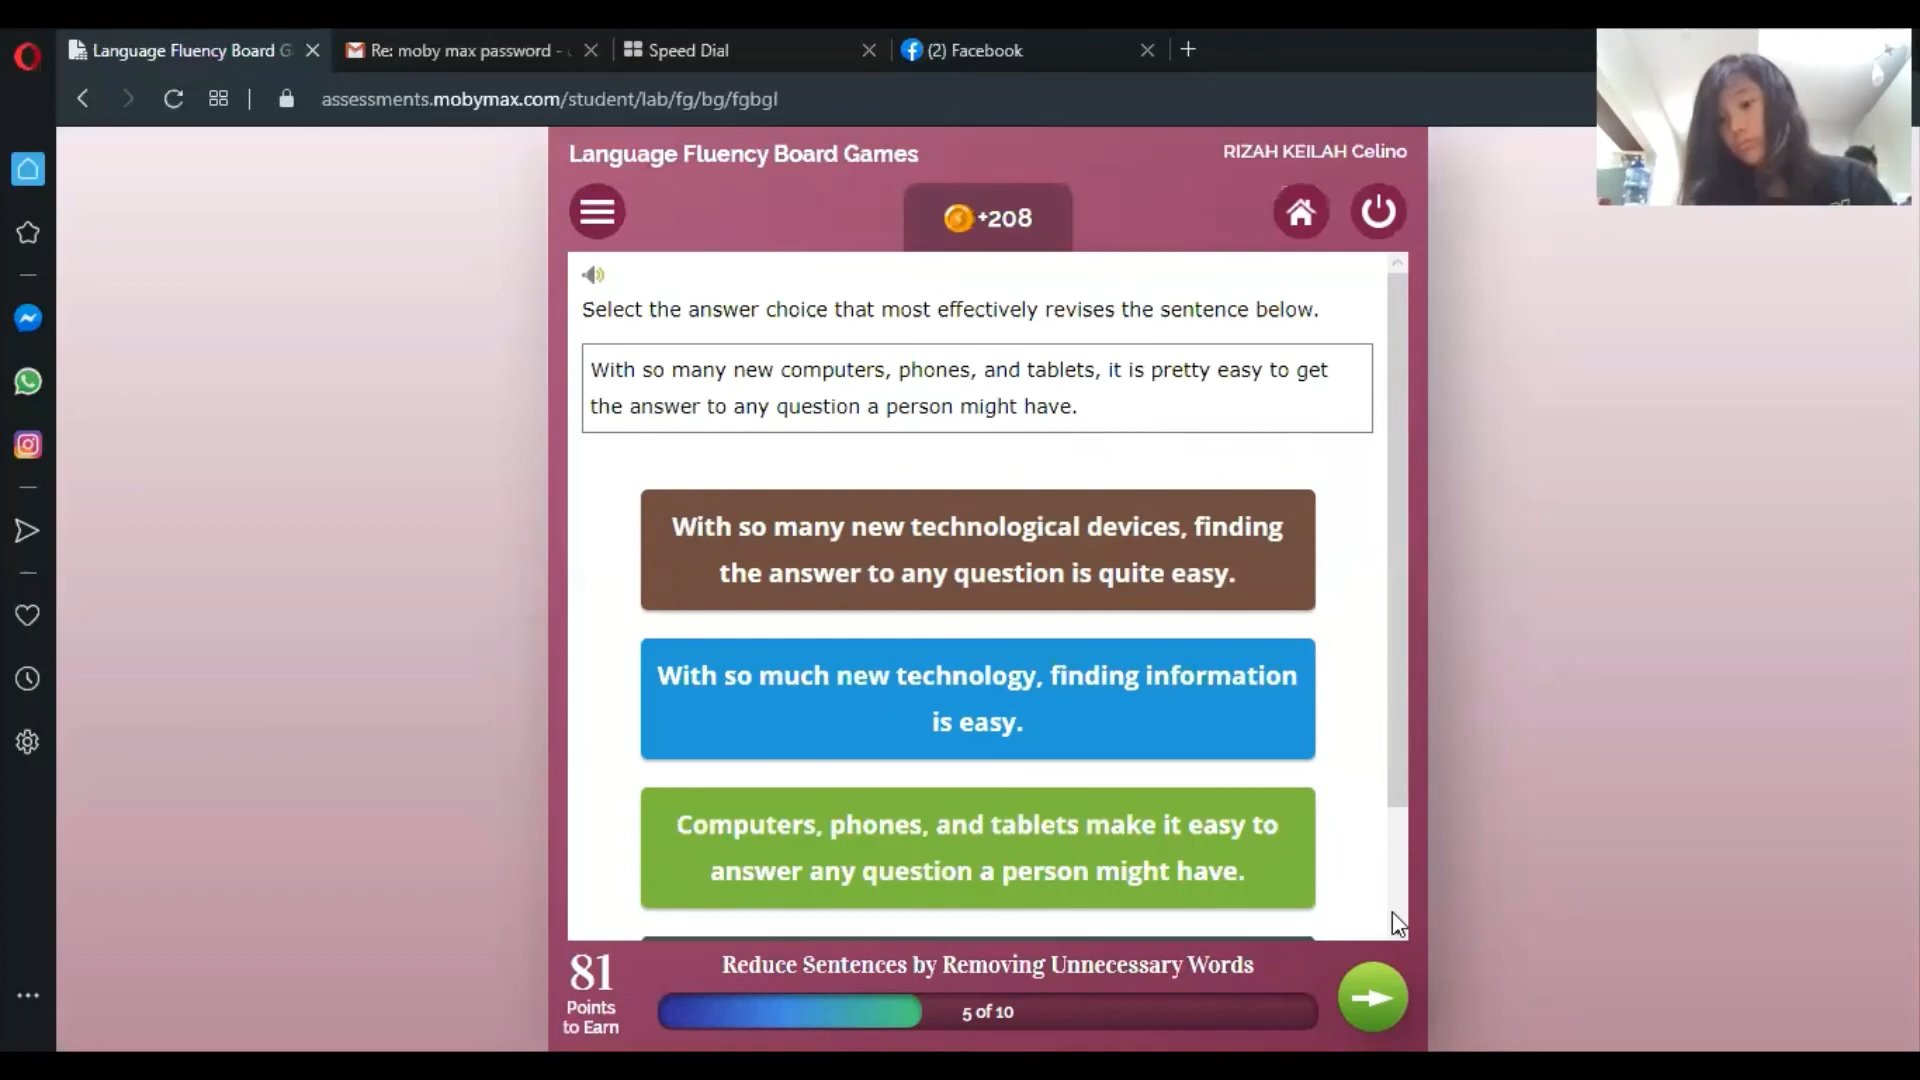 Language Fluency Board G
Re: moby max password -
Speed Dial
(2) Facebook
assessments.mobymax.com/student/lab/fg/bg/fgbgl
Language Fluency Board Games
RIZAH KEILAH Celino
+208
Select the answer choice that most effectively revises the sentence below.
With so many new computers, phones, and tablets, it is pretty easy to get
the answer to any question a person might have.
With so many new technological devices, finding
the answer to any question is quite easy.
With so much new technology, finding information
is easy.
Computers, phones, and tablets make it easy to
answer any question a person might have.
81
Points
to Earn
Reduce Sentences by Removing Unnecessary Words
5 of 10